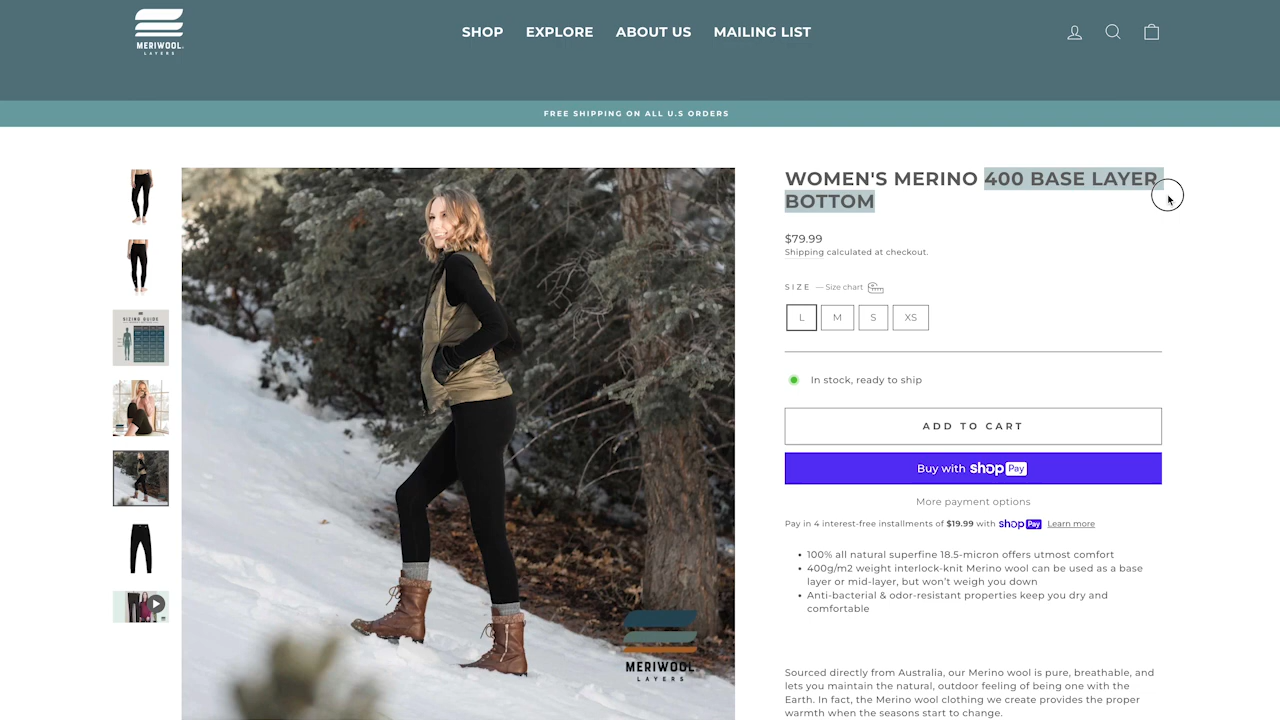 MERIWOOL
LAYERS
SHOP
EXPLORE
ABOUT US
MAILING LIST
FREE SHIPPING ON ALL U.S ORDERS
WOMEN'S MERINO 400 BASE LAYER
BOTTOM
$79.99
Shipping calculated at checkout.
SIZE — Size chart
L
M
S
XS
In stock, ready to ship
ADD TO CART
Buy with shop Pay
More payment options
Pay in 4 interest-free installments of $19.99 with shop Pay Learn more
• 100% all natural superfine 18.5-micron offers utmost comfort
• 400g/m2 weight interlock-knit Merino wool can be used as a base
layer or mid-layer, but won't weigh you down
• Anti-bacterial & odor-resistant properties keep you dry and
comfortable
Sourced directly from Australia, our Merino wool is pure, breathable, and
lets you maintain the natural, outdoor feeling of being one with the
Earth. In fact, the Merino wool clothing we create provides the proper
warmth when the seasons start to change.
SIZING GUIDE
MERIWOOL
LAYERS